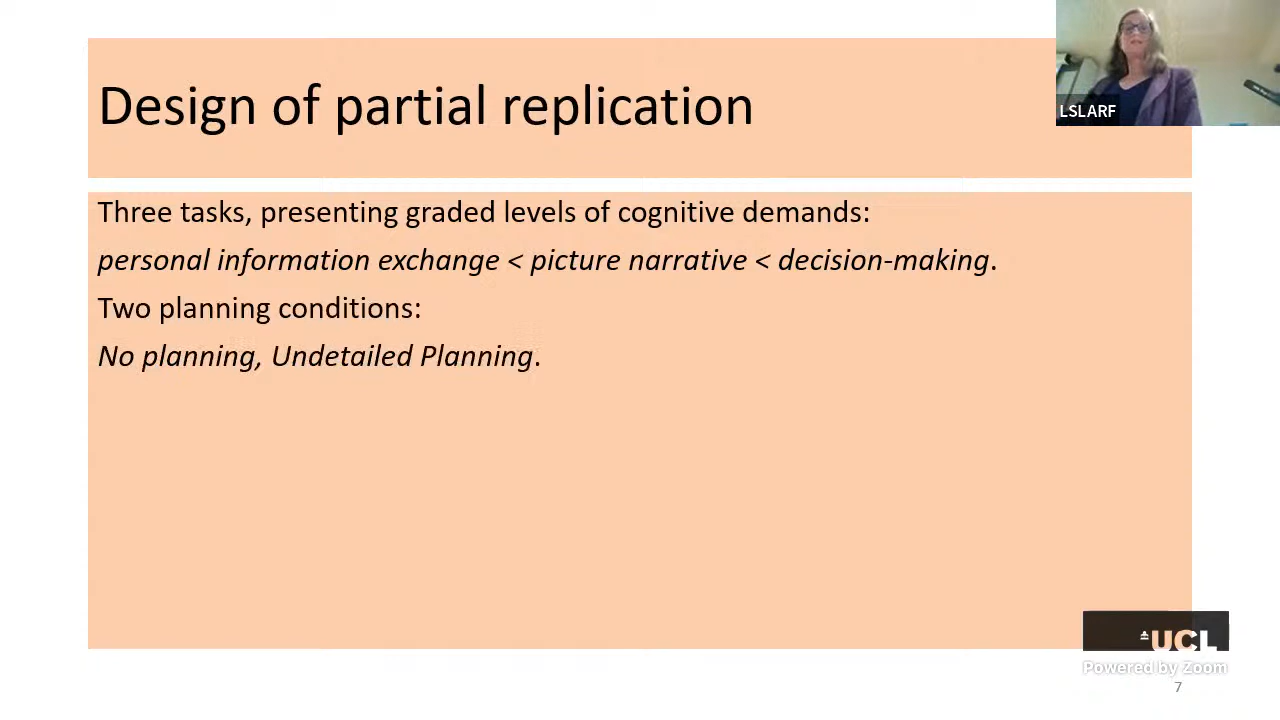 Design of partial replication
LSLARF
Three tasks, presenting graded levels of cognitive demands:
personal information exchange < picture narrative < decision-making.
Two planning conditions:
No planning, Undetailed Planning.
UCL
Powered by Zoom
7